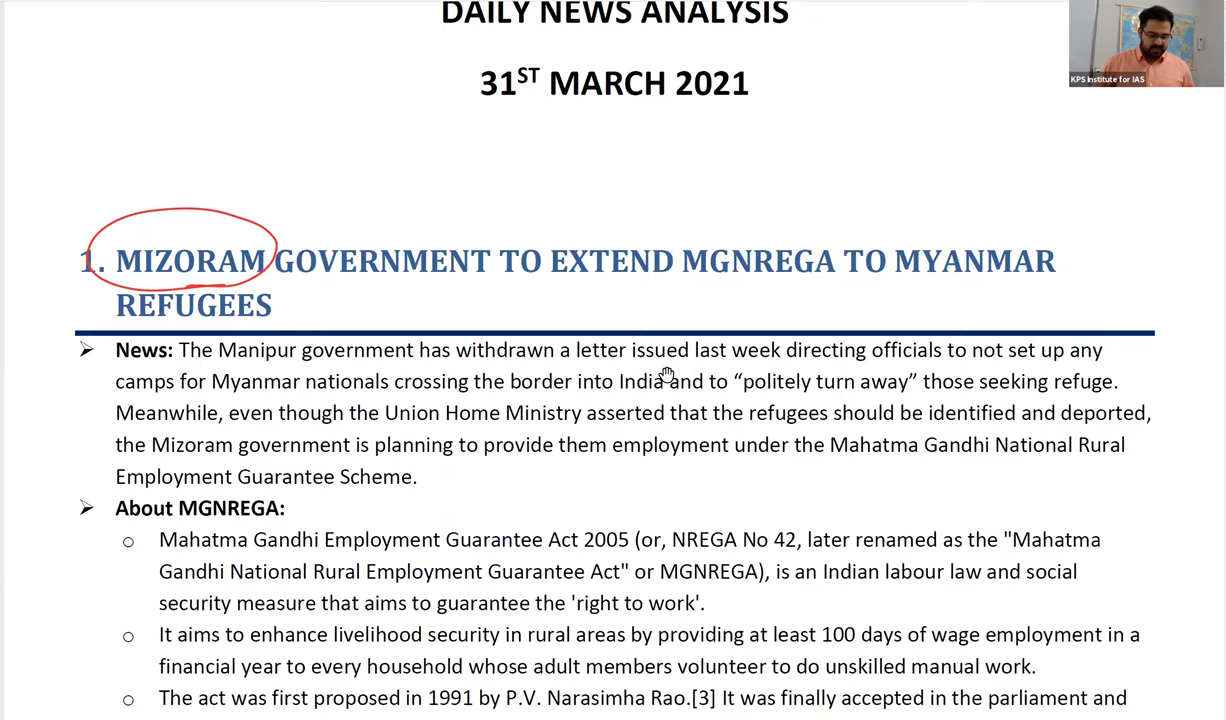 DAILY NEWS ANALYSIS
KPS Institute for IAS
31ST MARCH 2021
1. MIZORAM GOVERNMENT TO EXTEND MGNREGA TO MYANMAR
REFUGEES
➢ News: The Manipur government has withdrawn a letter issued last week directing officials to not set up any
camps for Myanmar nationals crossing the border into India and to “politely turn away” those seeking refuge.
Meanwhile, even though the Union Home Ministry asserted that the refugees should be identified and deported,
the Mizoram government is planning to provide them employment under the Mahatma Gandhi National Rural
Employment Guarantee Scheme.
➢ About MGNREGA:
o Mahatma Gandhi Employment Guarantee Act 2005 (or, NREGA No 42, later renamed as the "Mahatma
Gandhi National Rural Employment Guarantee Act" or MGNREGA), is an Indian labour law and social
security measure that aims to guarantee the 'right to work'.
o It aims to enhance livelihood security in rural areas by providing at least 100 days of wage employment in a
financial year to every household whose adult members volunteer to do unskilled manual work.
o The act was first proposed in 1991 by P.V. Narasimha Rao.[3] It was finally accepted in the parliament and